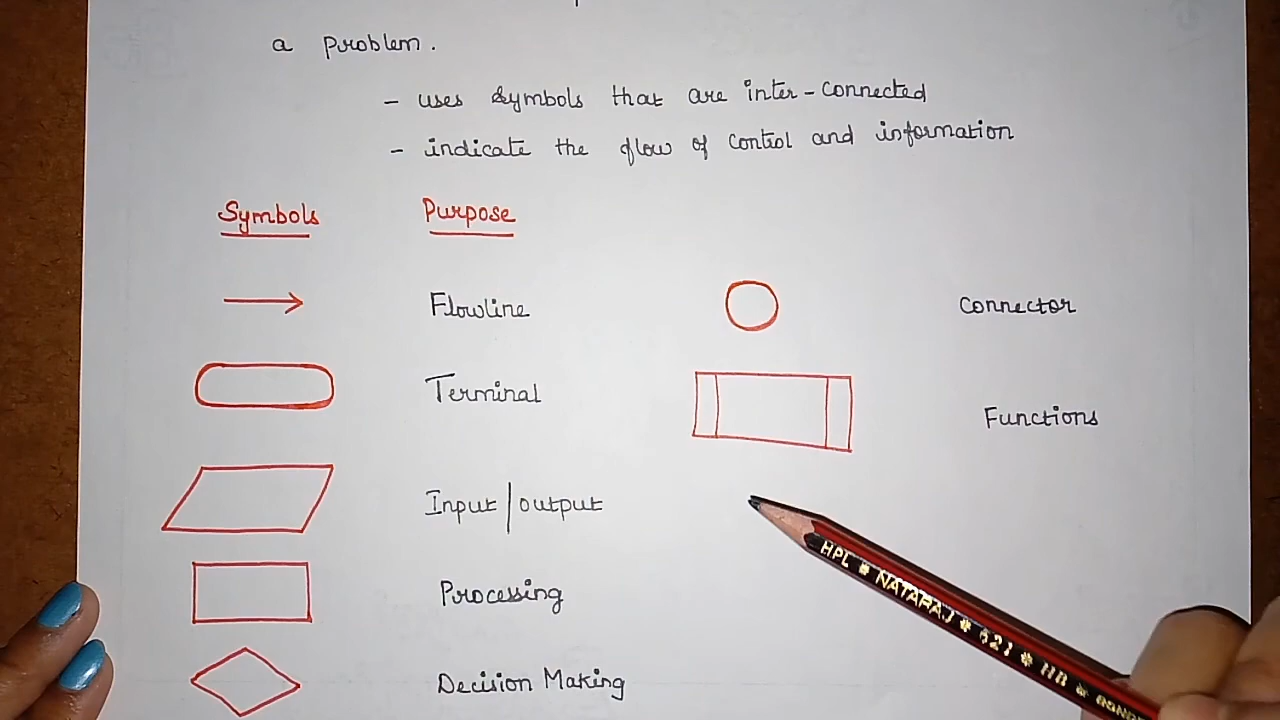 a problem.
- uses symbols that are inter-connected
- indicate the flow of control and information
Symbols Purpose
Flowline
Connector
Terminal
Functions
Input/output
Processing
Decision Making
HPL * NATARAJ * 621 * HB *